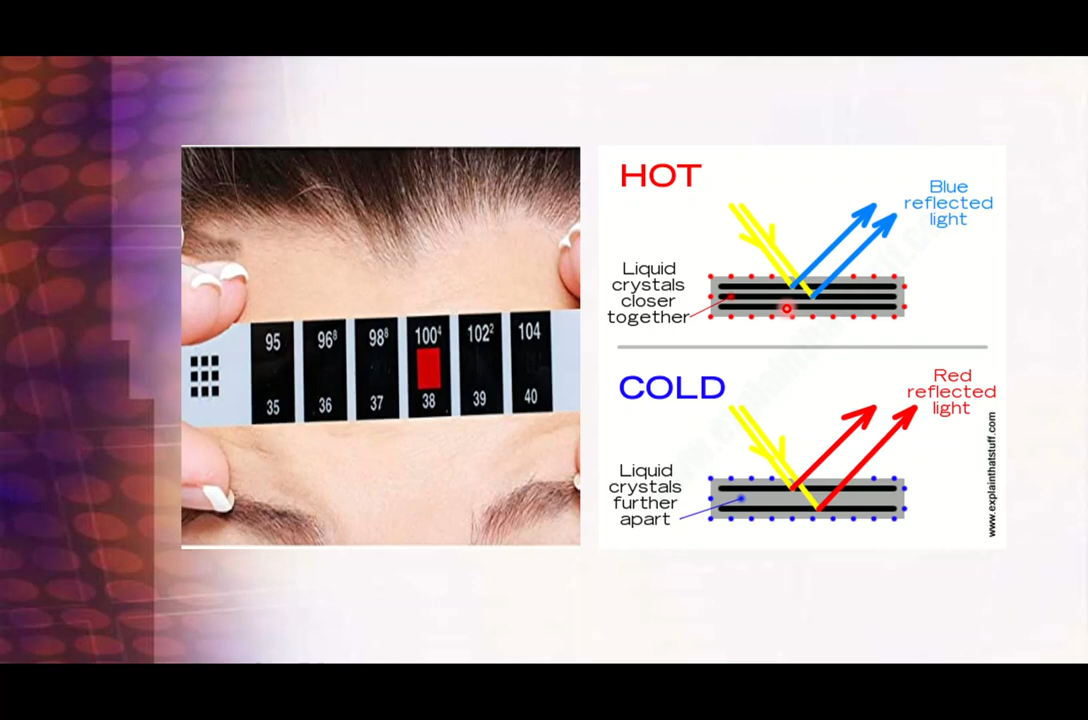 95 96⁸ 98⁸ 100⁴ 102² 104
35 36 37 38 39 40
HOT
Blue
reflected
light
Liquid
crystals
closer
together
COLD
Red
reflected
light
Liquid
crystals
further
apart
www.explainthatstuff.com